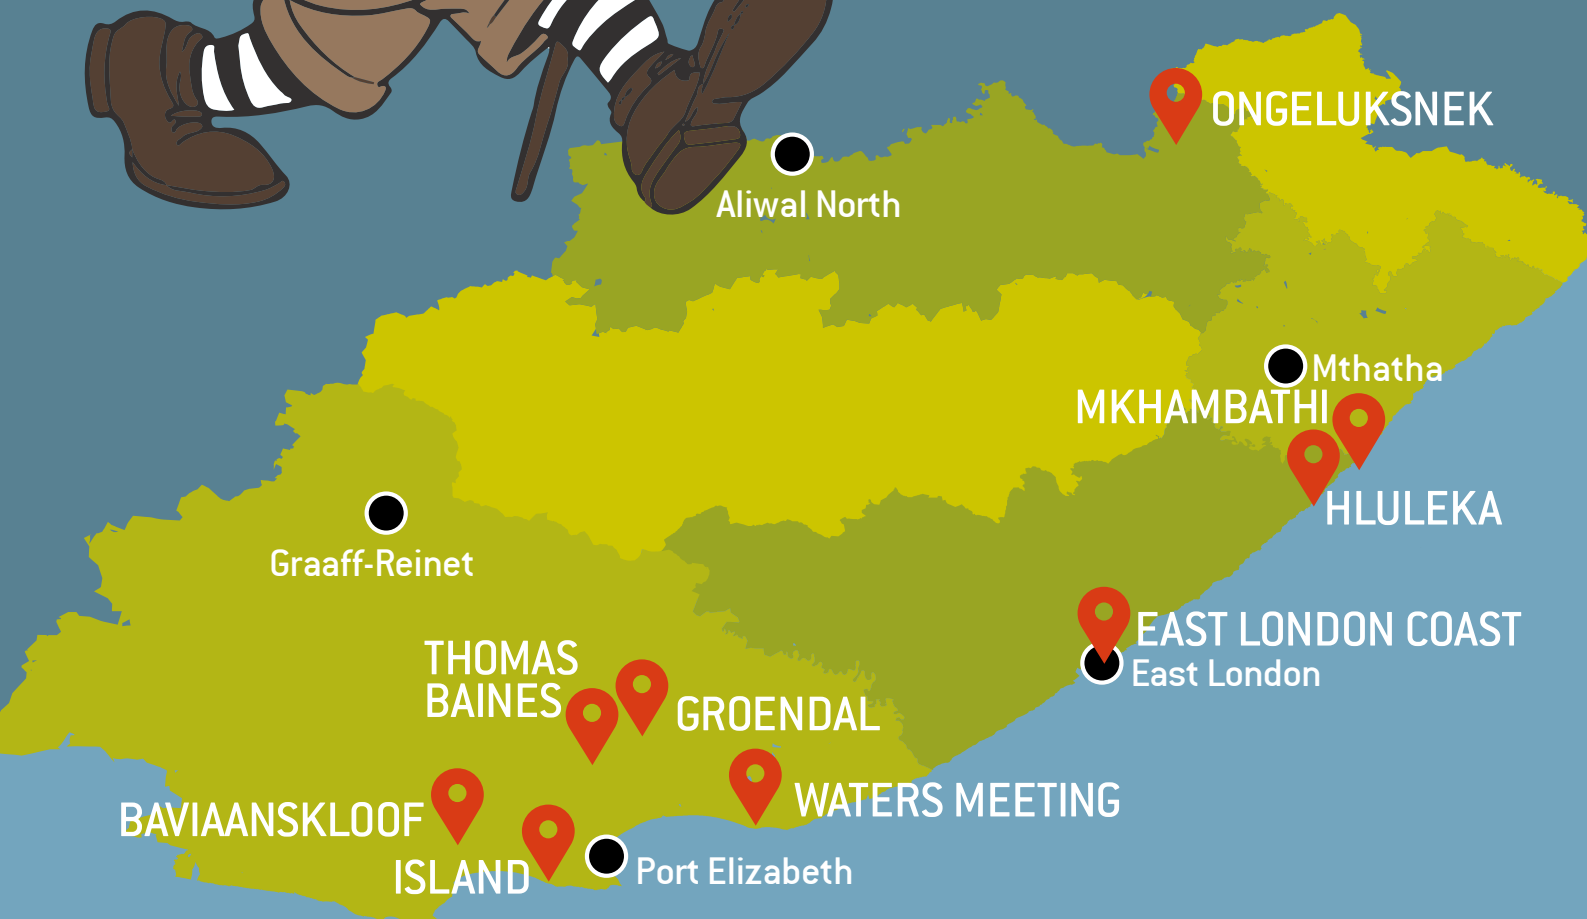 ONGELUKSNEK
Aliwal North
Mthatha
MKHAMBATHI
HLULEKA
Graaff-Reinet
EAST LONDON COAST
East London
THOMAS
BAINES
GROENDAL
WATERS MEETING
BAVIAANSKLOOF
ISLAND
Port Elizabeth